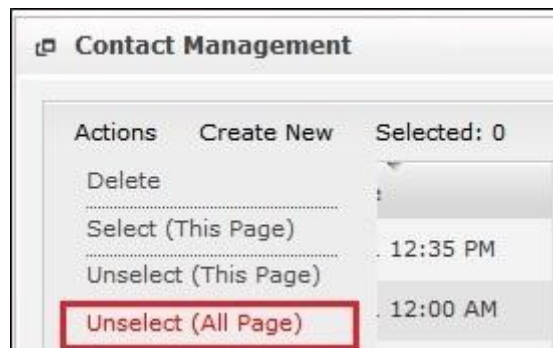 Contact Management
Actions Create New Selected: 0
Delete
Select (This Page)
Unselect (This Page)
Unselect (All Page)
12:35 PM
12:00 AM